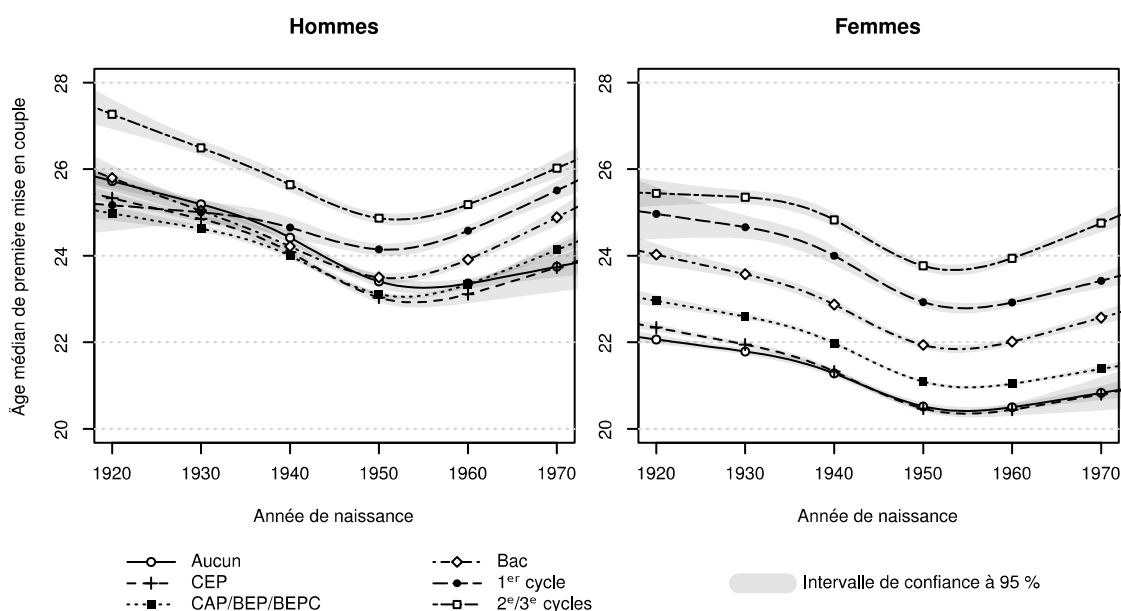 Hommes
Femmes
Âge médian de première mise en couple
28
26
24
22
20
1920 1930 1940 1950 1960 1970
Année de naissance
28
26
24
22
20
1920 1930 1940 1950 1960 1970
Année de naissance
Aucun
CEP
CAP/BEP/BEPC
Bac
1er cycle
2e/3e cycles
Intervalle de confiance à 95 %